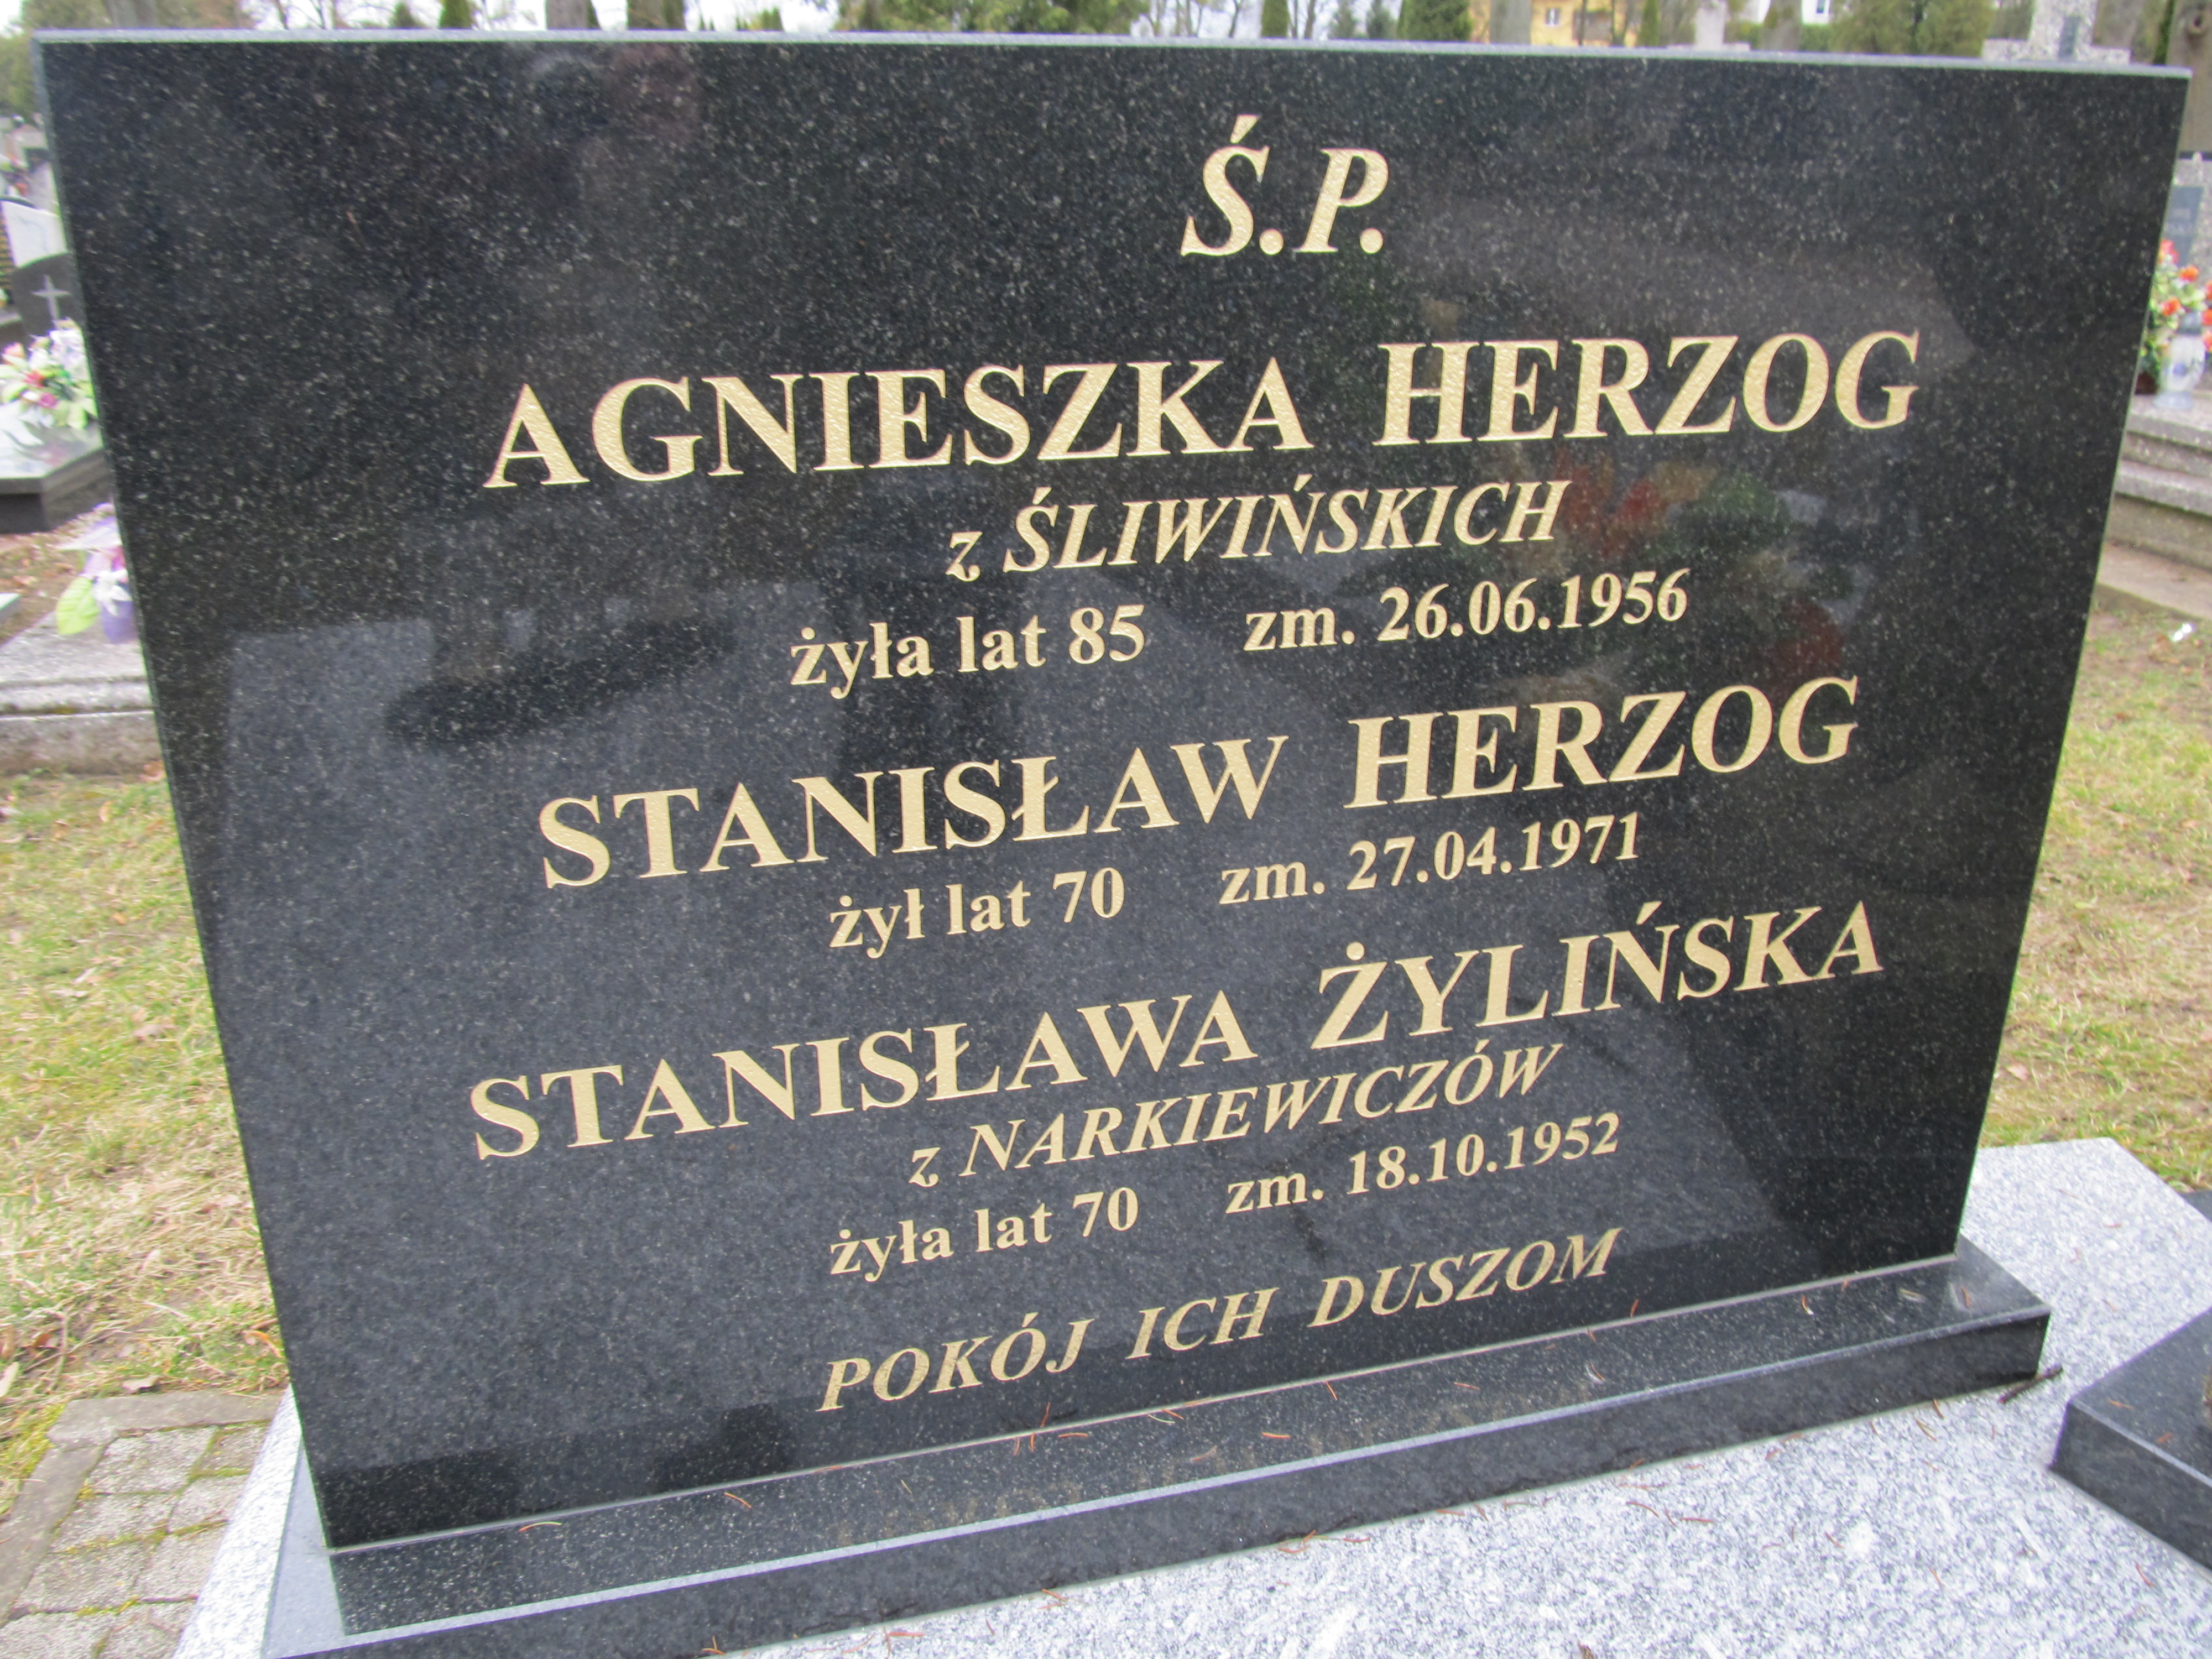 Ś.P.
AGNIESZKA HERZOG
z ŚLIWIŃSKICH
żyła lat 85 zm. 26.06.1956
STANISŁAW HERZOG
żył lat 70 zm. 27.04.1971
STANISŁAWA ŻYLIŃSKA
z NARKIEWICZÓW
żyła lat 70 zm. 18.10.1952
POKÓJ ICH DUSZOM